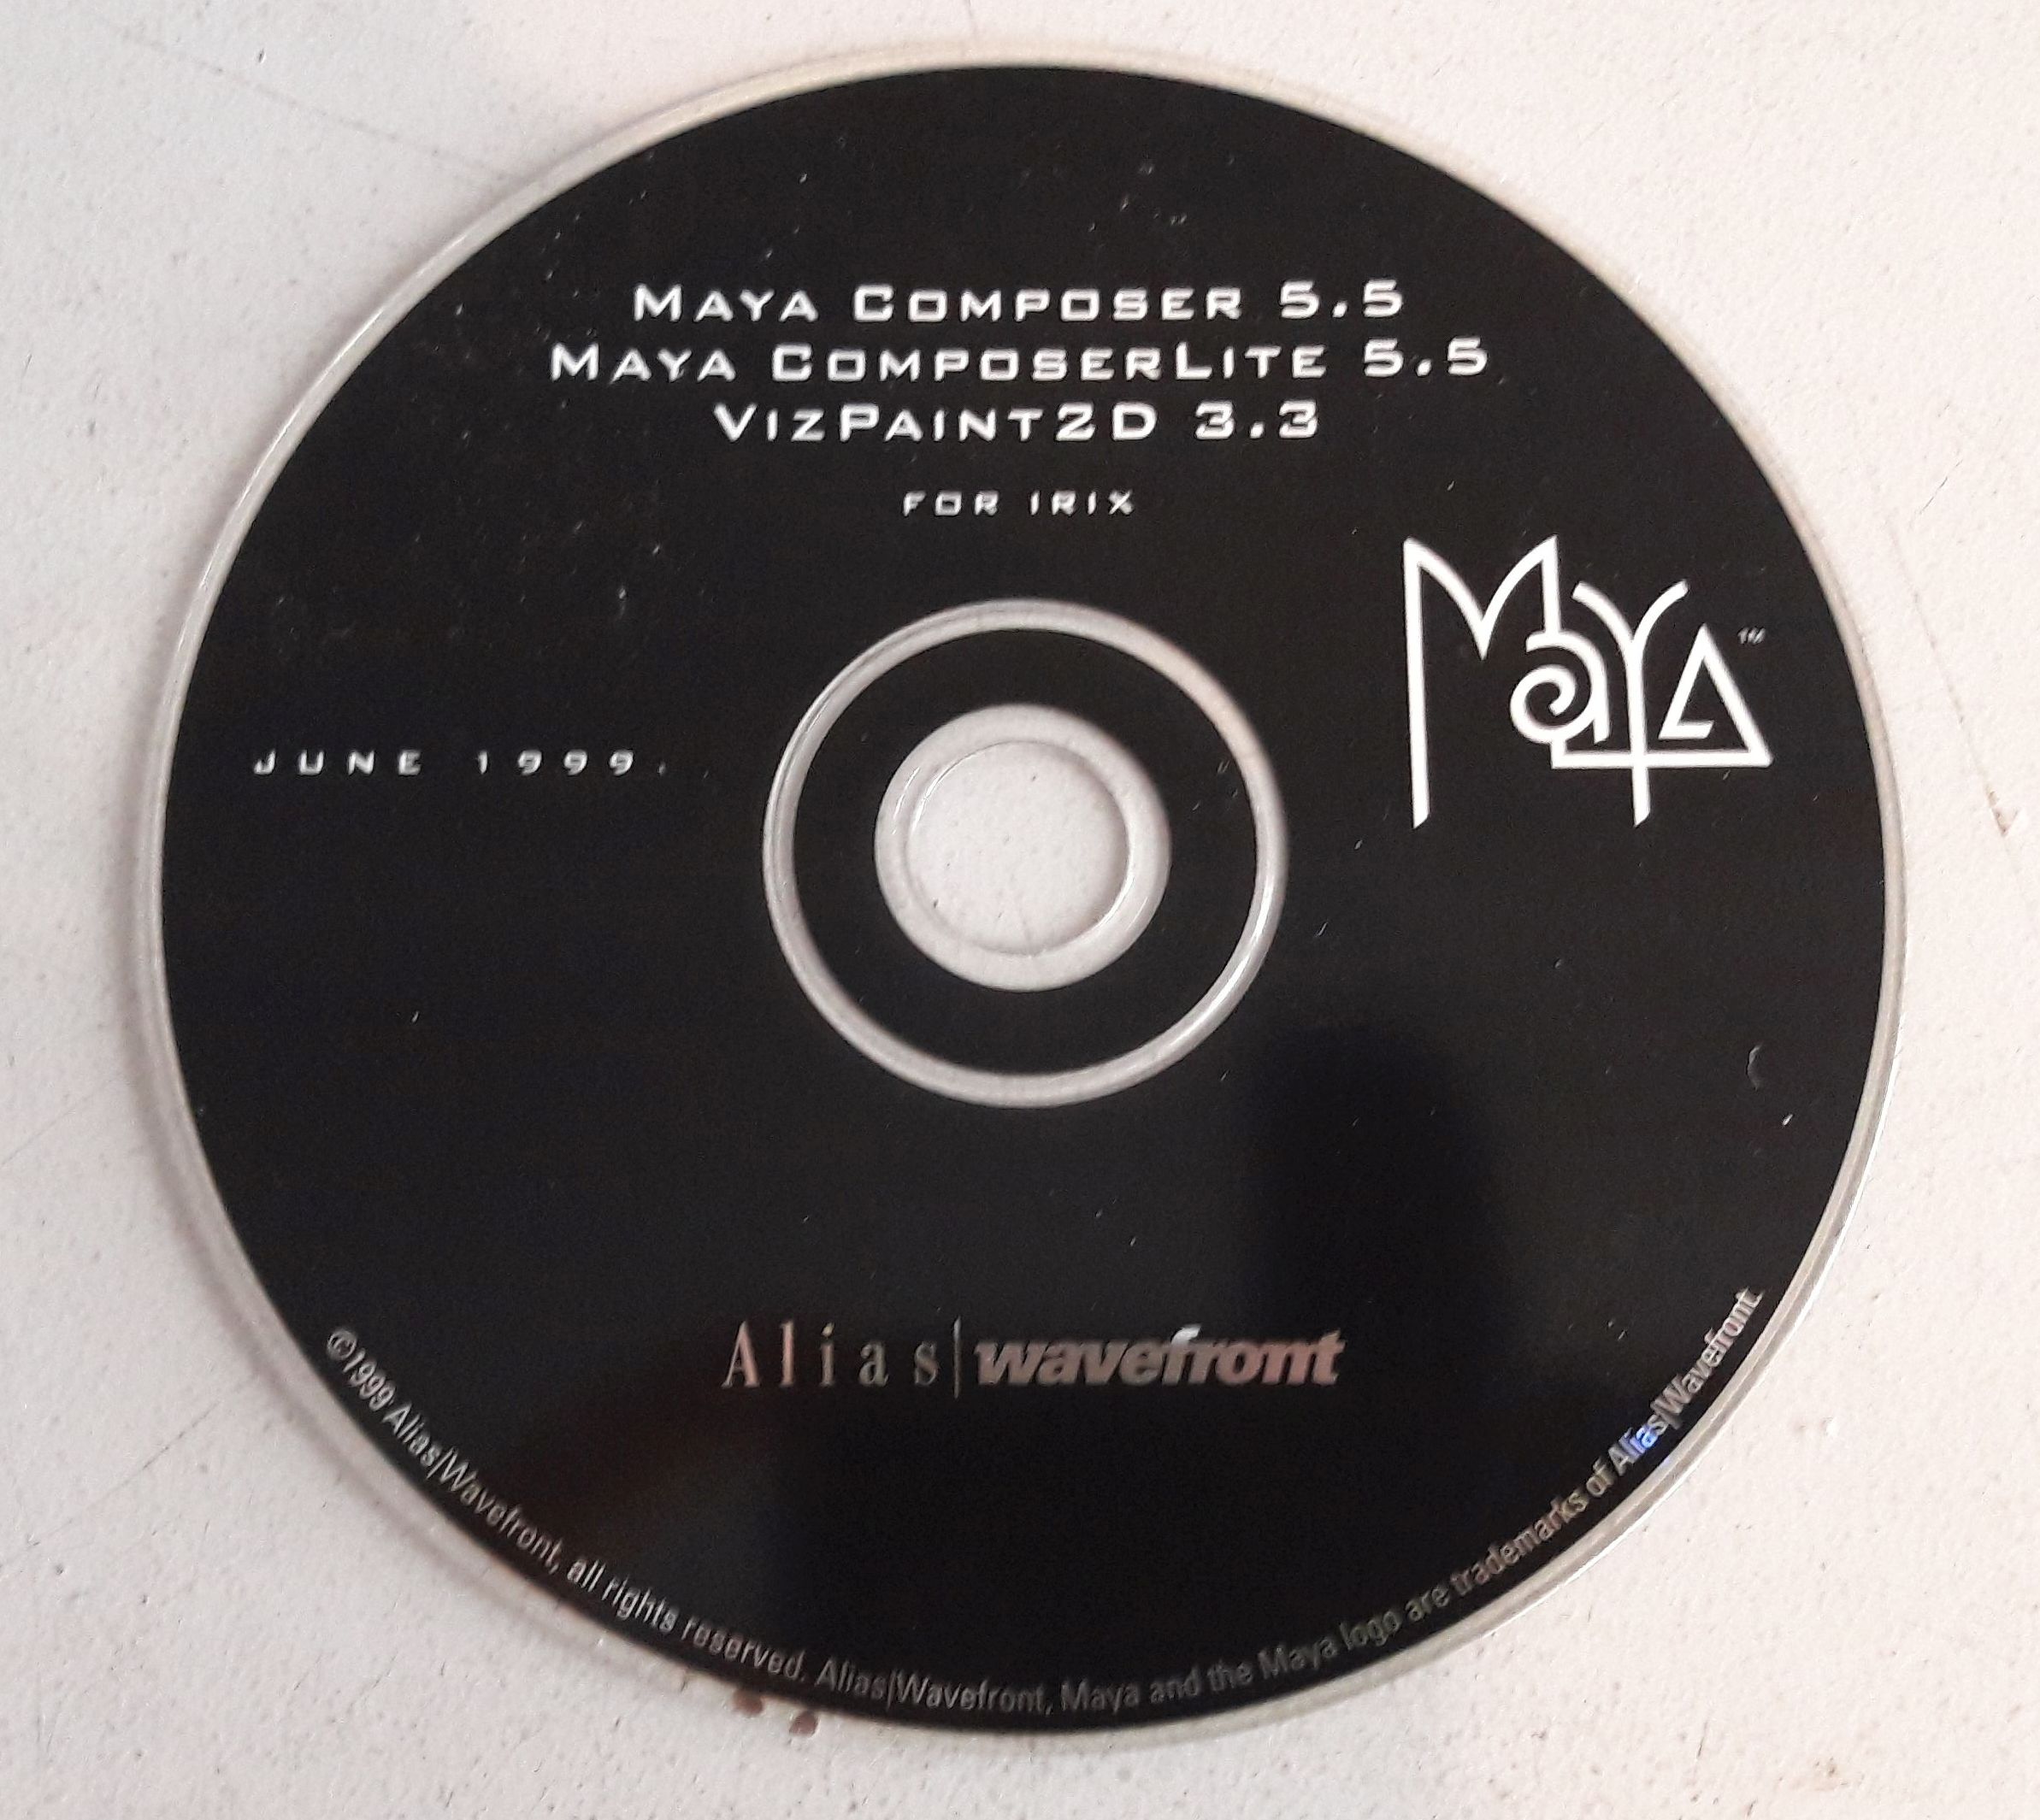 MAYA COMPOSER 5.5
MAYA COMPOSERLITE 5.5
VIZPAINT2D 3.3
FOR IRIX
MaYA™
JUNE 1999.
Alias|wavefront
©1999 Alias|Wavefront, all rights reserved. Alias|Wavefront, Maya and the Maya logo are trademarks of Alias|Wavefront.